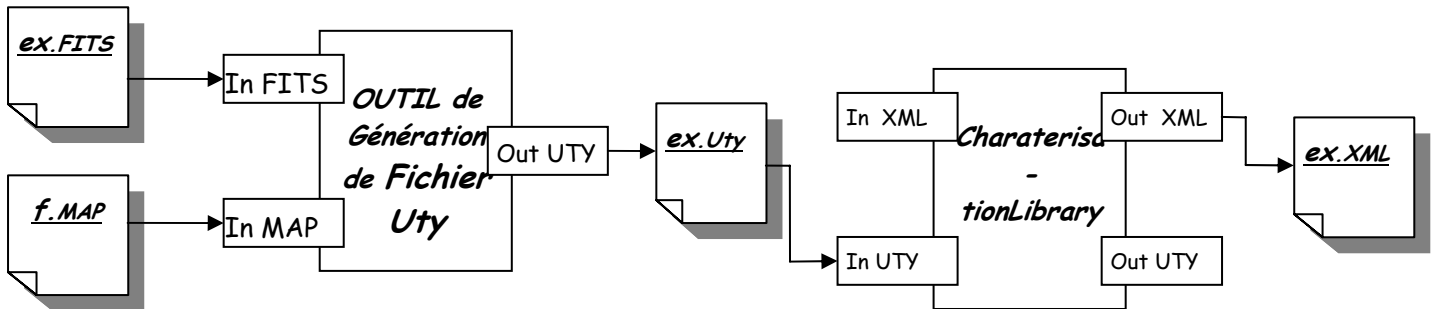 ex.FITS
In FITS
OUTIL de
Génération
de Fichier
Uty
f.MAP
In MAP
Out UTY
ex.Uty
In XML
In UTY
Charaterisa
-
tionLibrary
Out XML
Out UTY
ex.XML